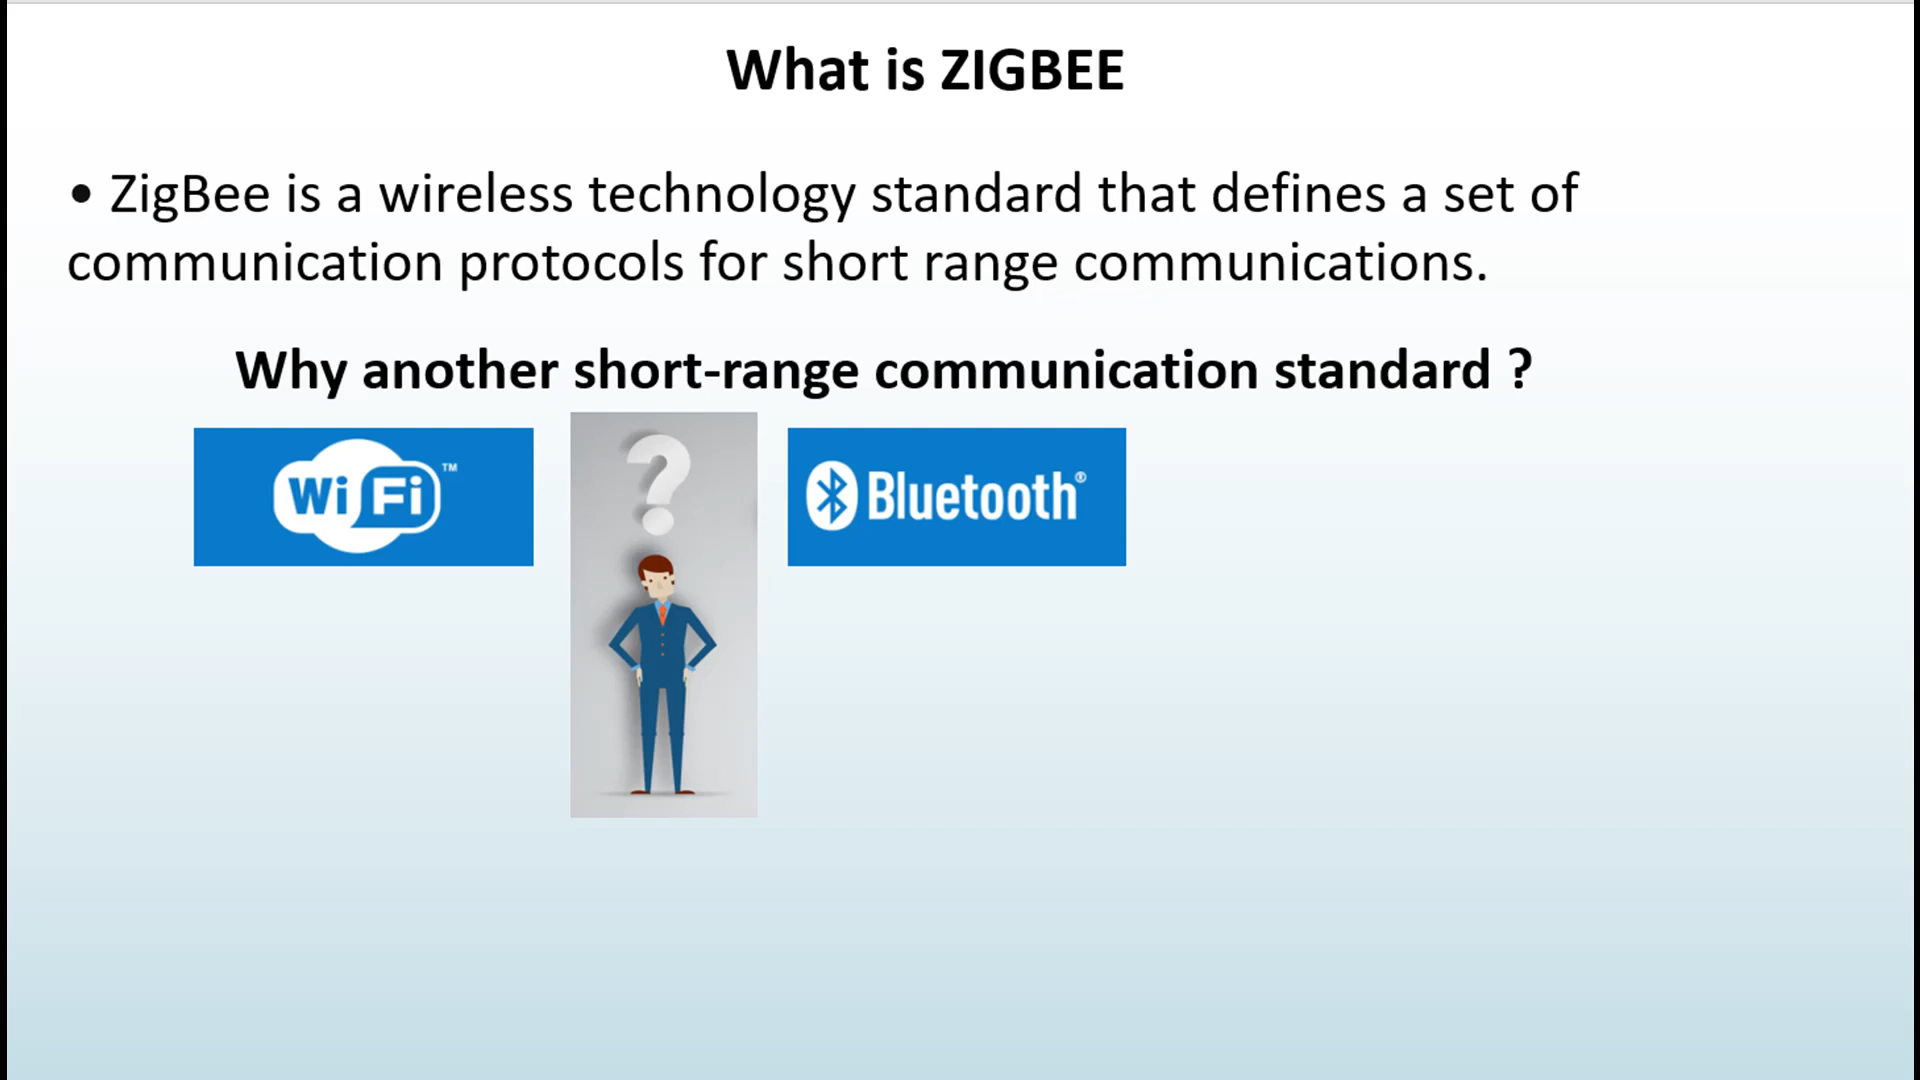 What is ZIGBEE
• ZigBee is a wireless technology standard that defines a set of
communication protocols for short range communications.
Why another short-range communication standard ?
Wi Fi ™
?
Bluetooth®